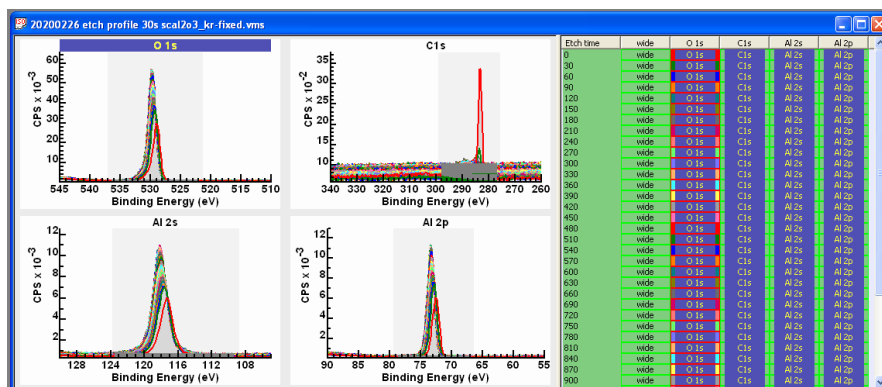 20200226 etch profile 30s scal2o3_kr-fixed.vms
O 1s
CPS x 10⁻³
60
50
40
30
20
10
545 540 535 530 525 520 515 510
Binding Energy (eV)
C1s
CPS x 10⁻²
35
30
25
20
15
10
340 330 320 310 300 290 280 270 260
Binding Energy (eV)
Al 2s
CPS x 10⁻³
12
10
8
6
4
2
128 124 120 116 112 108
Binding Energy (eV)
Al 2p
CPS x 10⁻³
12
10
8
6
4
2
90 85 80 75 70 65 60 55
Binding Energy (eV)
Etch time wide O 1s C1s Al 2s Al 2p
0 wide O 1s C1s Al 2s Al 2p
30 wide O 1s C1s Al 2s Al 2p
60 wide O 1s C1s Al 2s Al 2p
90 wide O 1s C1s Al 2s Al 2p
120 wide O 1s C1s Al 2s Al 2p
150 wide O 1s C1s Al 2s Al 2p
180 wide O 1s C1s Al 2s Al 2p
210 wide O 1s C1s Al 2s Al 2p
240 wide O 1s C1s Al 2s Al 2p
270 wide O 1s C1s Al 2s Al 2p
300 wide O 1s C1s Al 2s Al 2p
330 wide O 1s C1s Al 2s Al 2p
360 wide O 1s C1s Al 2s Al 2p
390 wide O 1s C1s Al 2s Al 2p
420 wide O 1s C1s Al 2s Al 2p
450 wide O 1s C1s Al 2s Al 2p
480 wide O 1s C1s Al 2s Al 2p
510 wide O 1s C1s Al 2s Al 2p
540 wide O 1s C1s Al 2s Al 2p
570 wide O 1s C1s Al 2s Al 2p
600 wide O 1s C1s Al 2s Al 2p
630 wide O 1s C1s Al 2s Al 2p
660 wide O 1s C1s Al 2s Al 2p
690 wide O 1s C1s Al 2s Al 2p
720 wide O 1s C1s Al 2s Al 2p
750 wide O 1s C1s Al 2s Al 2p
780 wide O 1s C1s Al 2s Al 2p
810 wide O 1s C1s Al 2s Al 2p
840 wide O 1s C1s Al 2s Al 2p
870 wide O 1s C1s Al 2s Al 2p
900 wide O 1s C1s Al 2s Al 2p